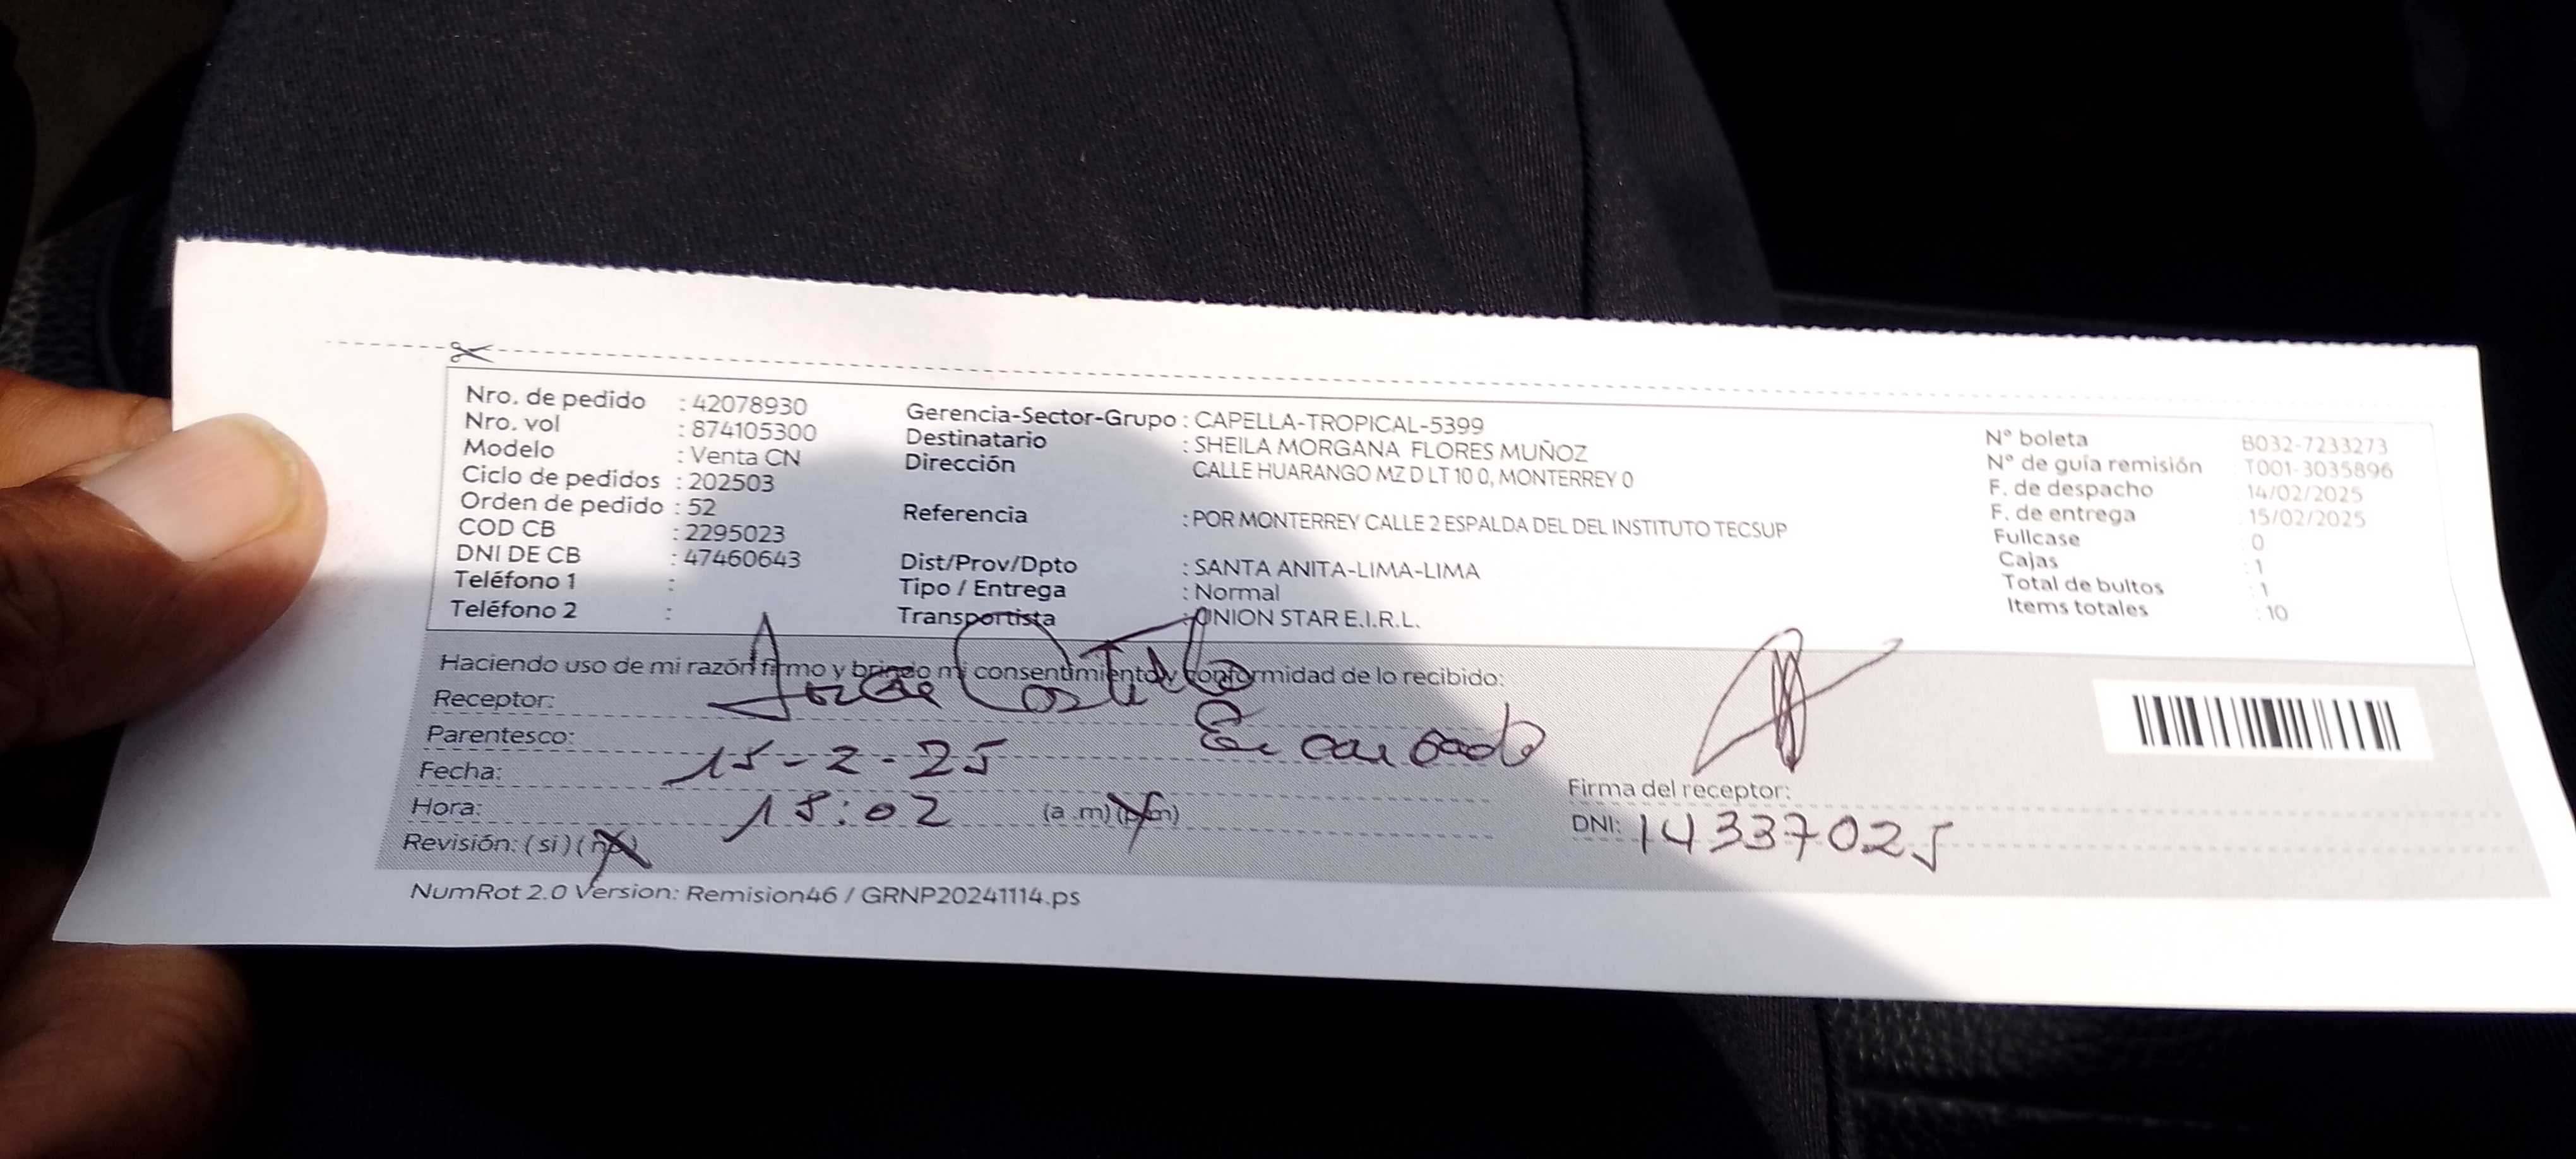 Nro. de pedido : 42078930
Nro. vol : 874105300
Modelo : Venta CN
Ciclo de pedidos : 202503
Orden de pedido : 52
COD CB : 2295023
DNI DE CB : 47460643
Teléfono 1 :
Teléfono 2 :
Gerencia-Sector-Grupo : CAPELLA-TROPICAL-5399
Destinatario : SHEILA MORGANA FLORES MUÑOZ
Dirección CALLE HUARANGO MZ D LT 10 0, MONTERREY 0
Referencia : POR MONTERREY CALLE 2 ESPALDA DEL DEL INSTITUTO TECSUP
Dist/Prov/Dpto : SANTA ANITA-LIMA-LIMA
Tipo / Entrega : Normal
Transportista : UNION STAR E.I.R.L.
N° boleta B032-7233273
N° de guía remisión T001-3035896
F. de despacho 14/02/2025
F. de entrega 15/02/2025
Fullcase : 0
Cajas : 1
Total de bultos : 1
Items totales : 10
Haciendo uso de mi razón firmo y brindo mi consentimiento y conformidad de lo recibido:
Receptor: Jorge Castillo
Parentesco: Encargado
Fecha: 15-2-25
Hora: 15:02 (a.m) (p.m)
Revisión: (si) (no)
Firma del receptor:
DNI: 14337025
NumRot 2.0 Version: Remision46 / GRNP20241114.ps